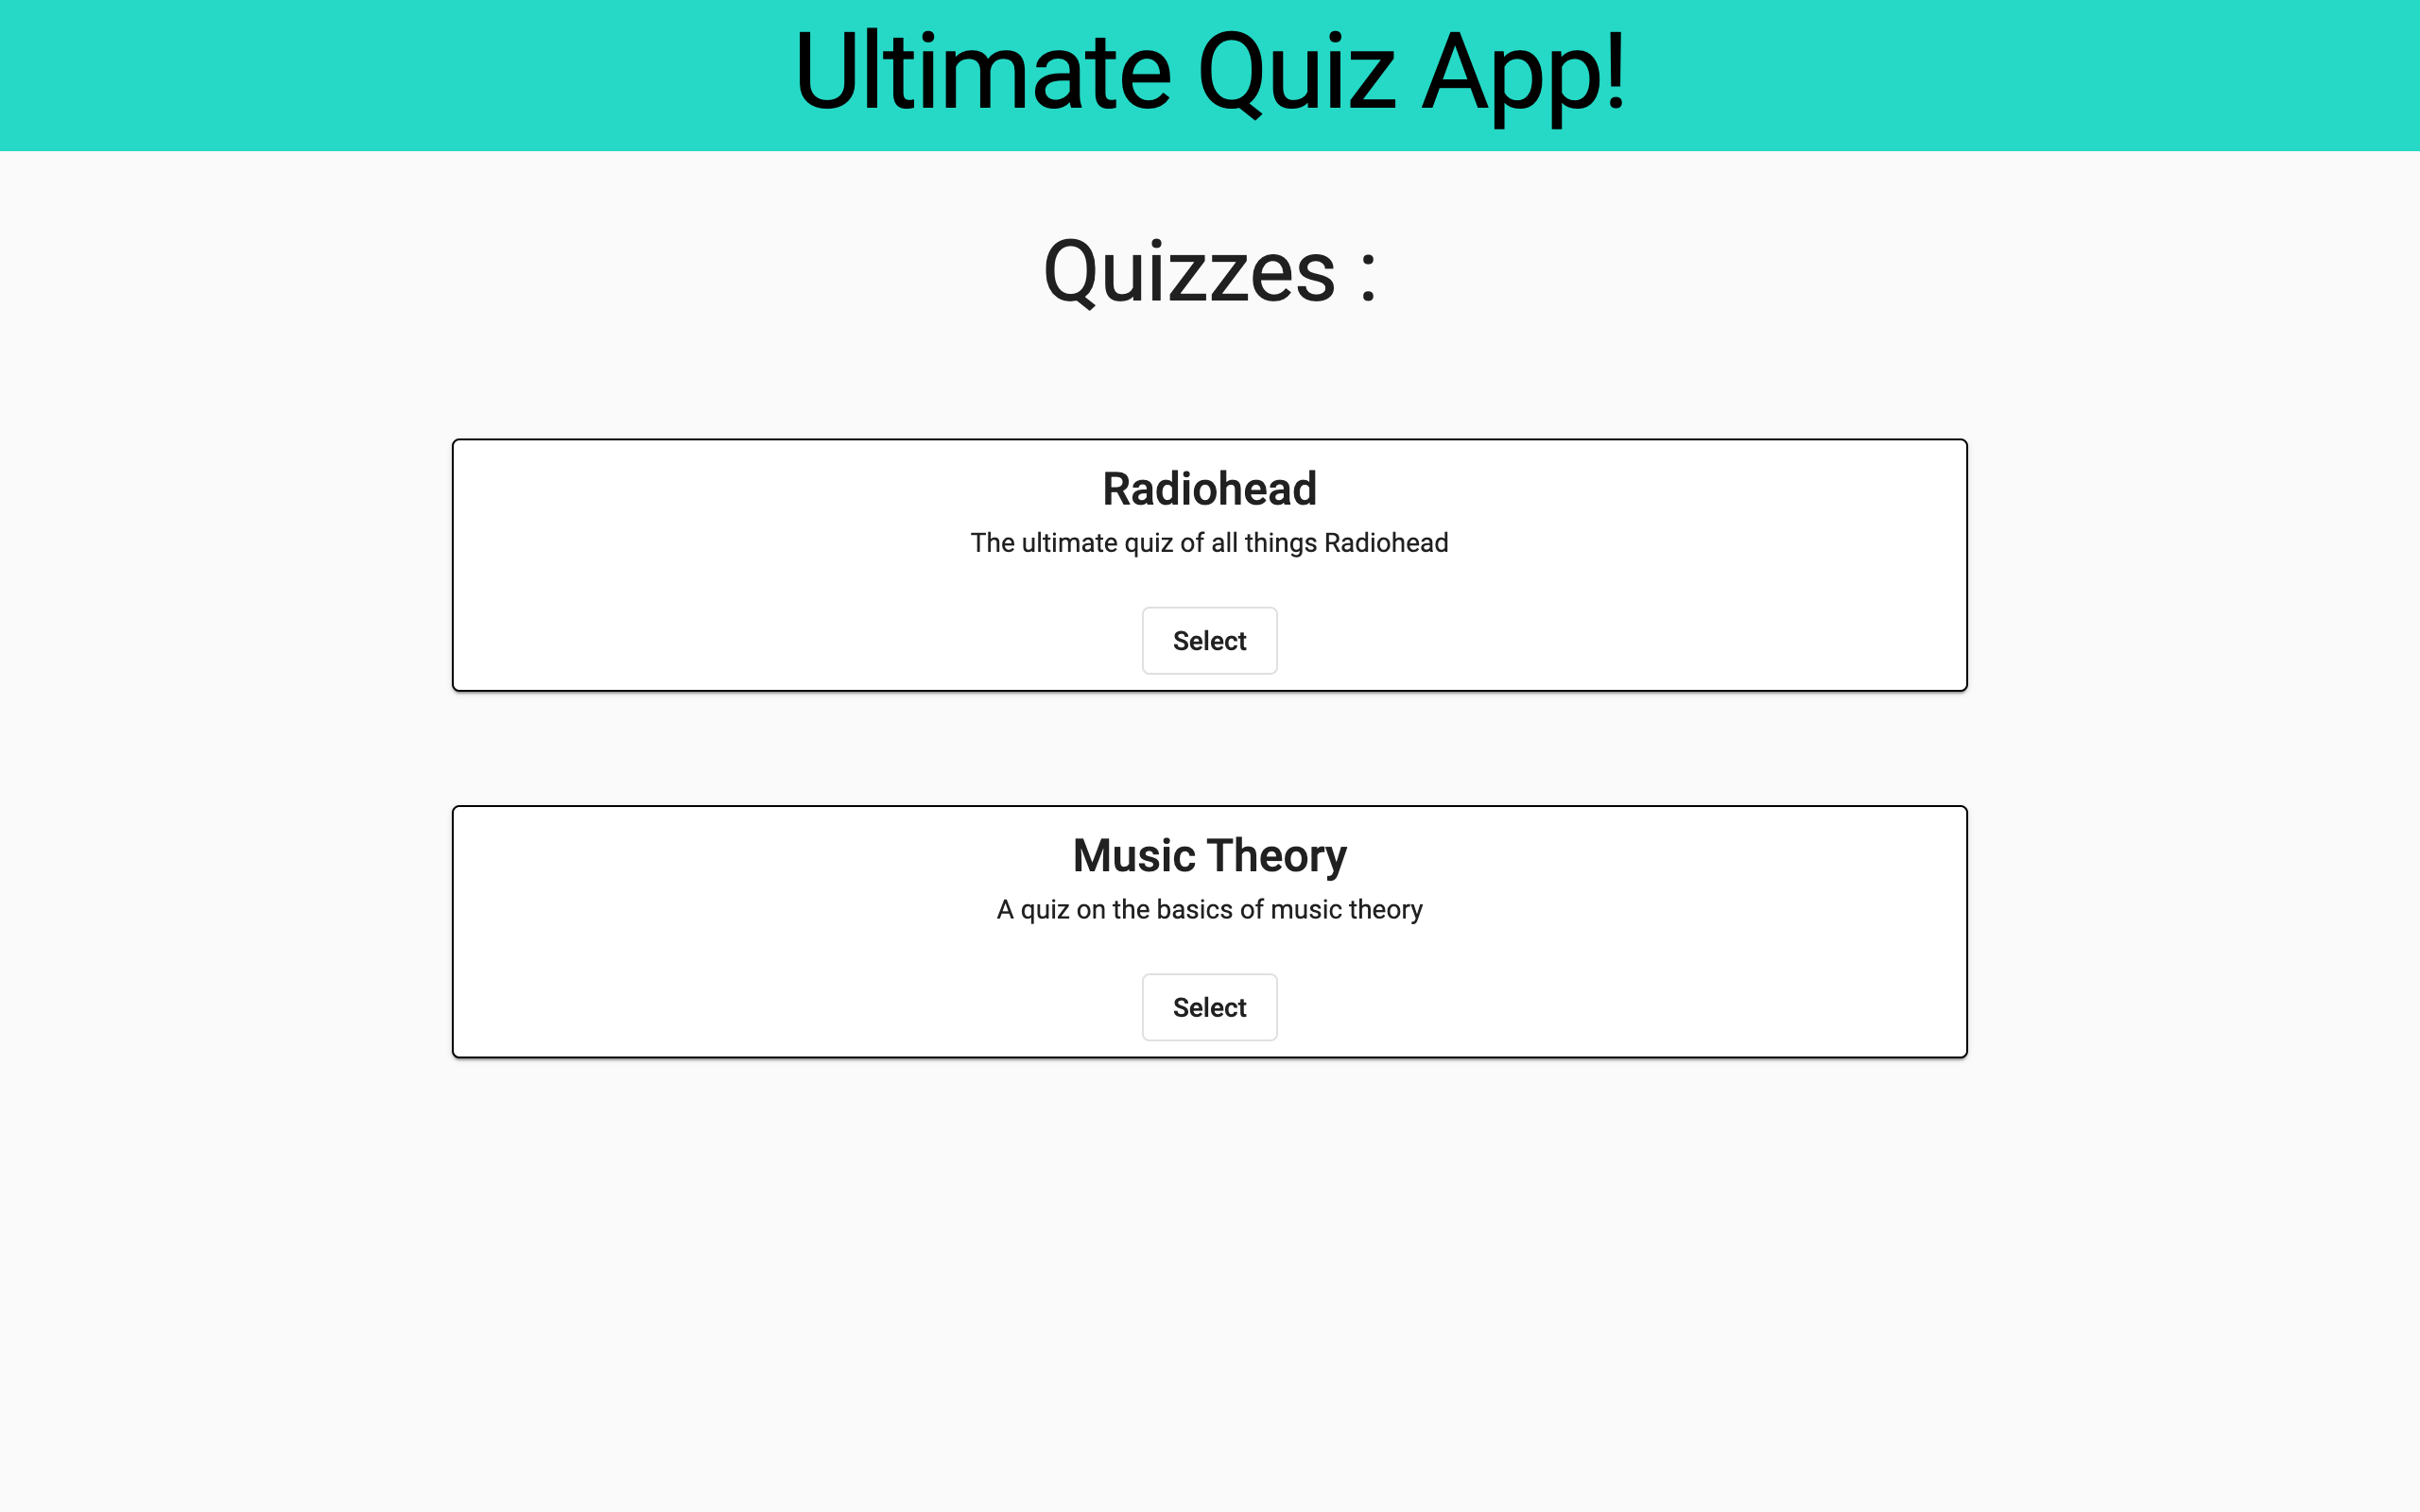 Ultimate Quiz App!
Quizzes :
Radiohead
The ultimate quiz of all things Radiohead
Select
Music Theory
A quiz on the basics of music theory
Select